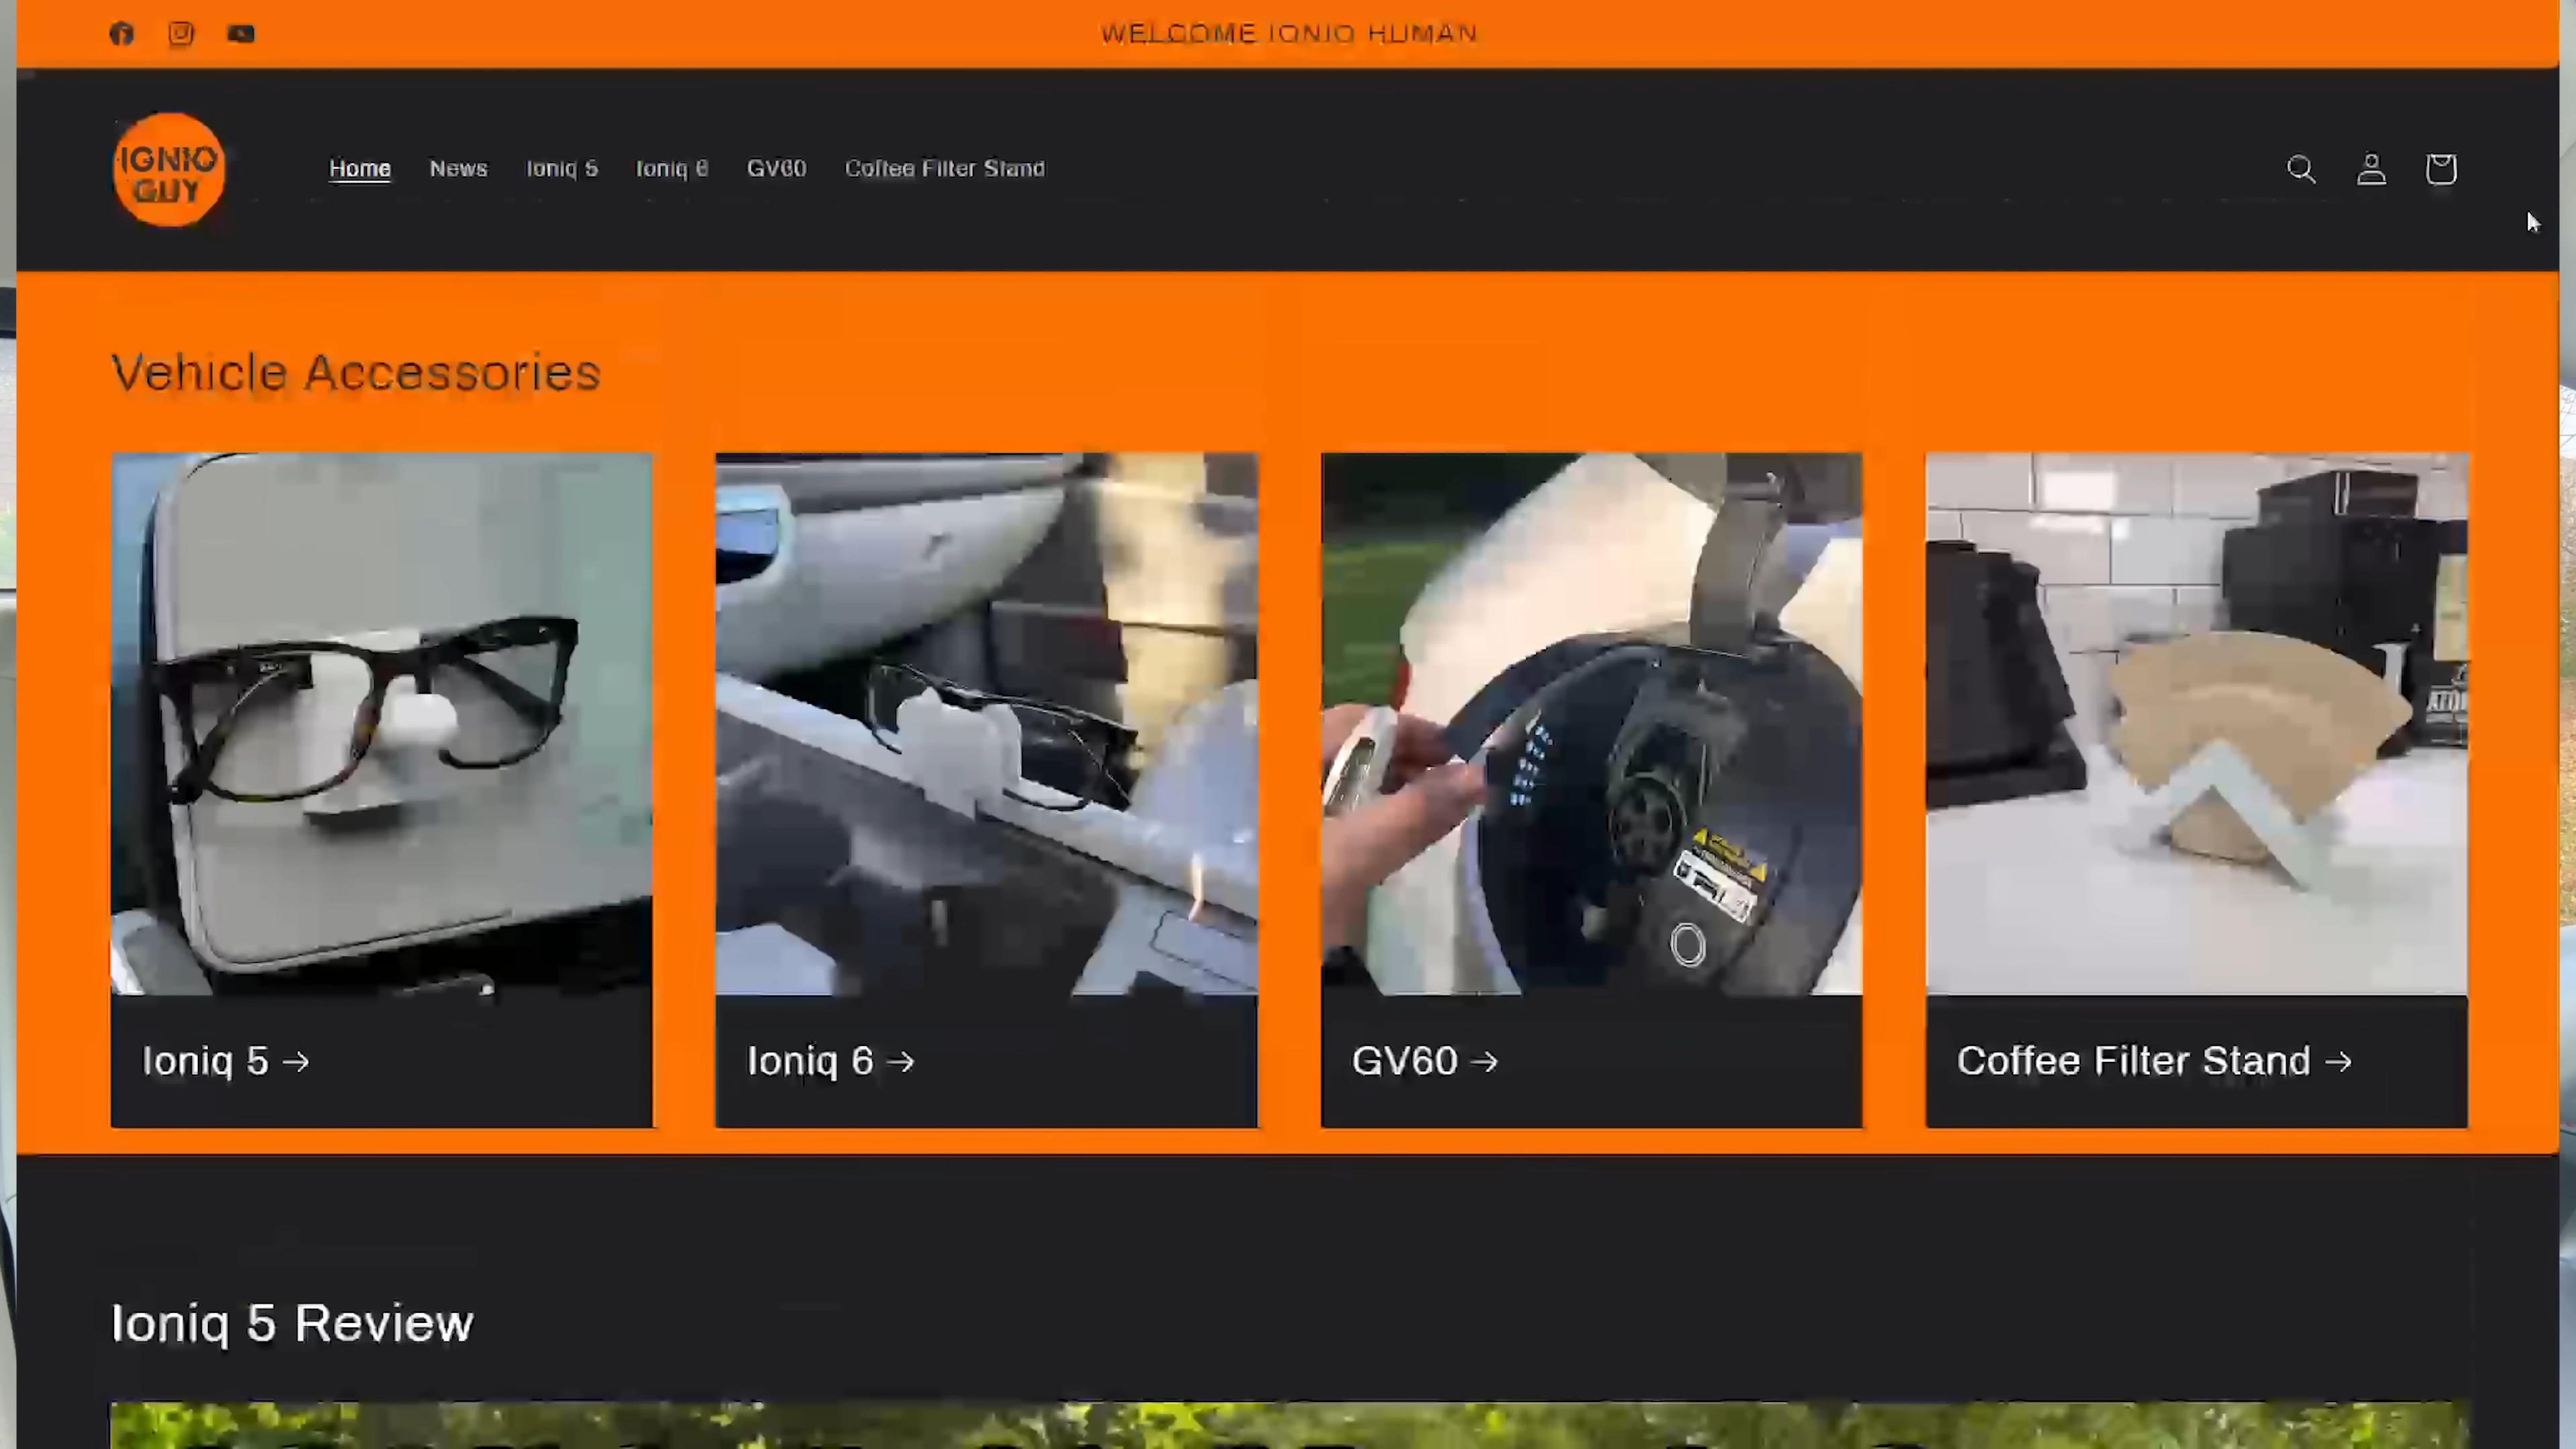 WELCOME IONIQ HUMAN
IGNIO
GUY
Home
News
Ioniq 5
Ioniq 6
GV60
Coffee Filter Stand
Vehicle Accessories
Ioniq 5 →
Ioniq 6 →
GV60 →
Coffee Filter Stand →
Ioniq 5 Review